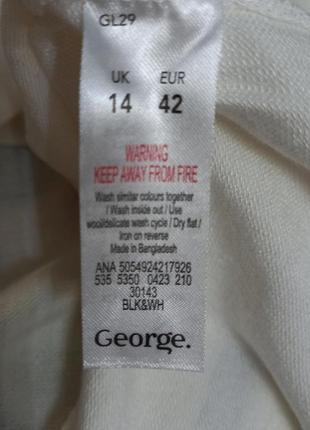 GL29
UK EUR
14 42
WARNING
KEEP AWAY FROM FIRE
Wash similar colours together
/ Wash inside out / Use
wool/delicate wash cycle / Dry flat /
Iron on reverse
Made in Bangladesh
ANA 5054924217926
535 5350 0423 210
30143
BLK&WH
George.